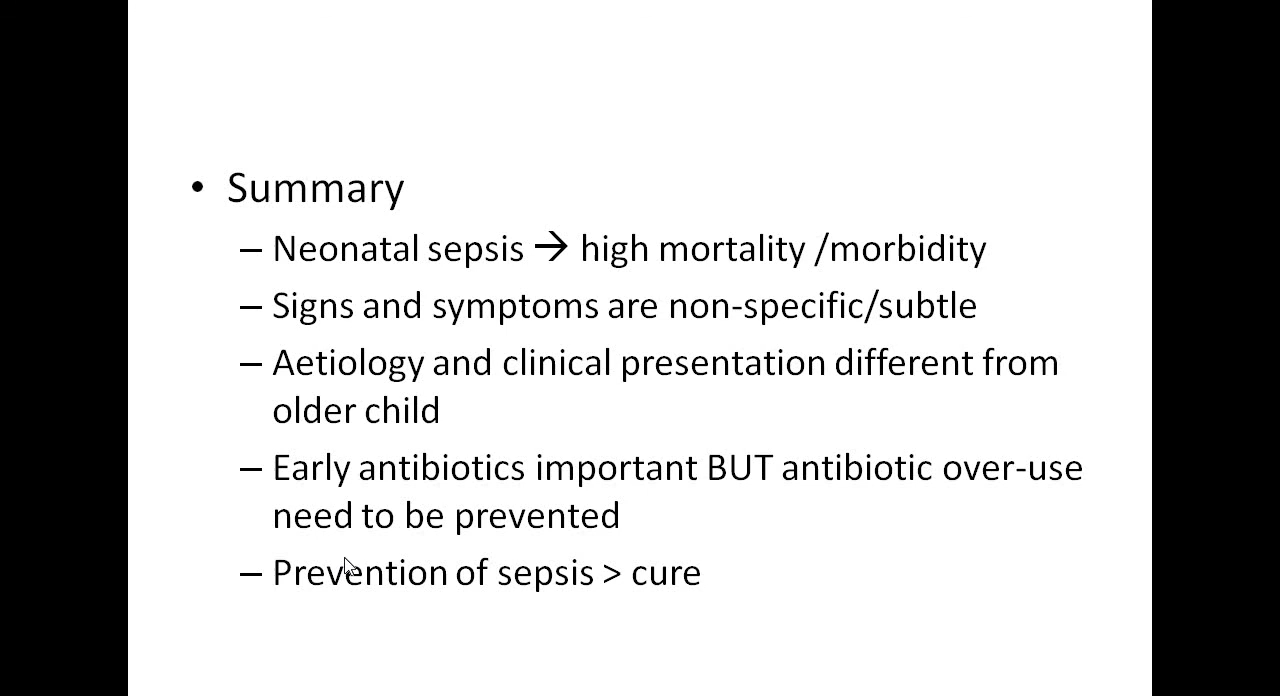 • Summary
– Neonatal sepsis → high mortality /morbidity
– Signs and symptoms are non-specific/subtle
– Aetiology and clinical presentation different from
older child
– Early antibiotics important BUT antibiotic over-use
need to be prevented
– Prevention of sepsis > cure